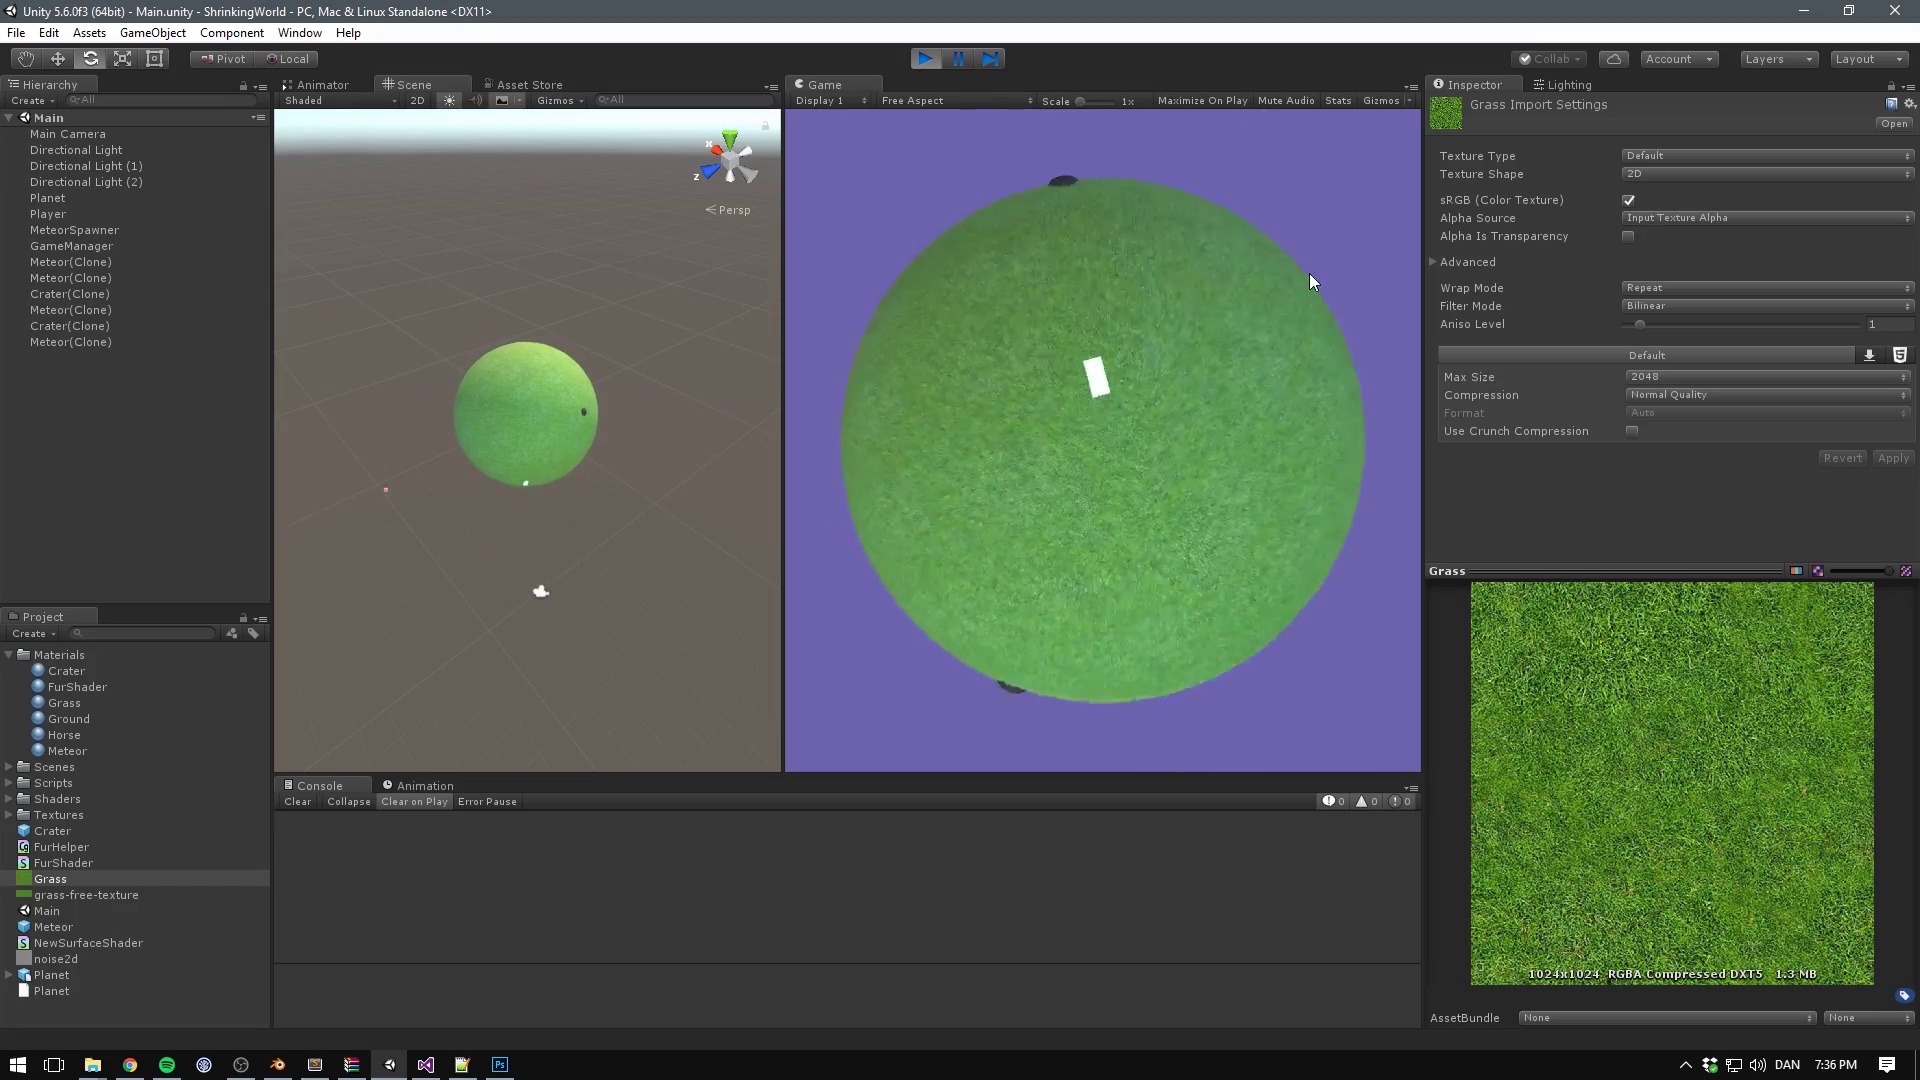 Unity 5.6.0f3 (64bit) - Main.unity - ShrinkingWorld - PC, Mac & Linux Standalone <DX11>
File Edit Assets GameObject Component Window Help
Pivot Local Collab Account Layers Layout
Hierarchy
Create All
Main
Main Camera
Directional Light
Directional Light (1)
Directional Light (2)
Planet
Player
MeteorSpawner
GameManager
Meteor(Clone)
Meteor(Clone)
Crater(Clone)
Meteor(Clone)
Crater(Clone)
Meteor(Clone)
Project
Create
Materials
Crater
FurShader
Grass
Ground
Horse
Meteor
Scenes
Scripts
Shaders
Textures
Crater
FurHelper
FurShader
Grass
grass-free-texture
Main
Meteor
NewSurfaceShader
noise2d
Planet
Planet
Animator Scene Asset Store
Shaded 2D Gizmos All
x
z
Persp
Game
Display 1 Free Aspect Scale 1x Maximize On Play Mute Audio Stats Gizmos
Console Animation
Clear Collapse Clear on Play Error Pause 0 0 0
Inspector Lighting
Grass Import Settings
Open
Texture Type Default
Texture Shape 2D
sRGB (Color Texture)
Alpha Source Input Texture Alpha
Alpha Is Transparency
Advanced
Wrap Mode Repeat
Filter Mode Bilinear
Aniso Level 1
Default
Max Size 2048
Compression Normal Quality
Format Auto
Use Crunch Compression
Revert Apply
Grass
1024x1024 RGBA Compressed DXT5 1.3 MB
AssetBundle None None
Ps
DAN 7:36 PM